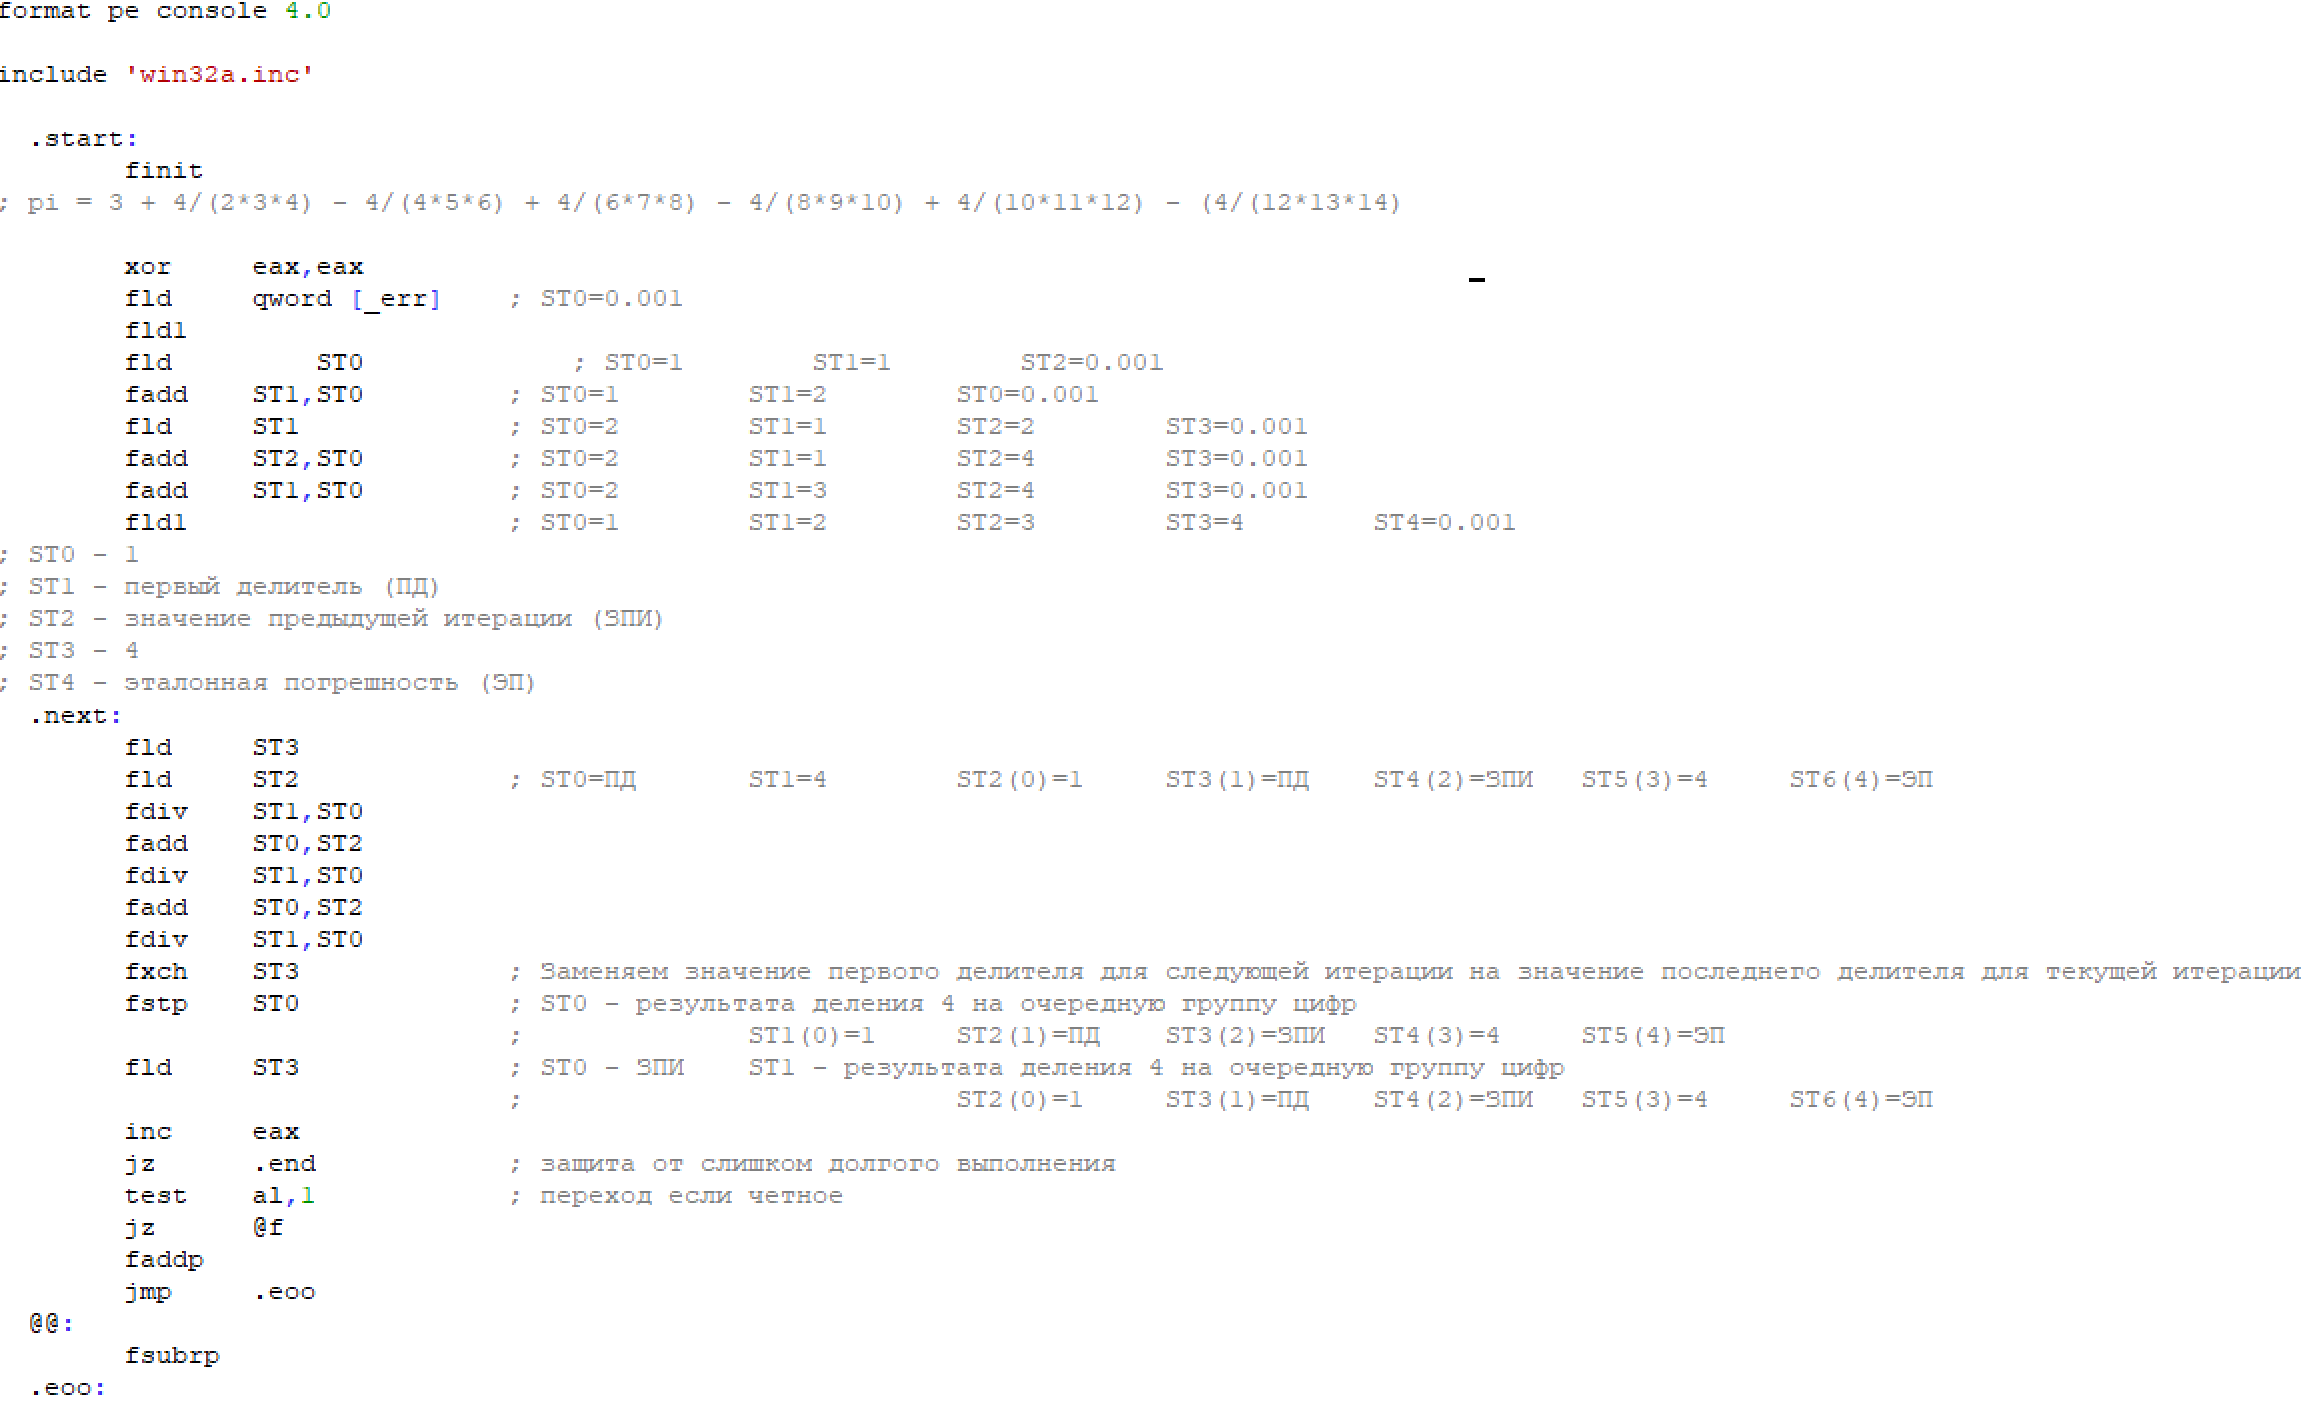 format pe console 4.0
include 'win32a.inc'
.start:
finit
; pi = 3 + 4/(2*3*4) - 4/(4*5*6) + 4/(6*7*8) - 4/(8*9*10) + 4/(10*11*12) - (4/(12*13*14)
xor eax,eax
fld qword [_err] ; ST0=0.001
fld1
fld ST0 ; ST0=1 ST1=1 ST2=0.001
fadd ST1,ST0 ; ST0=1 ST1=2 ST0=0.001
fld ST1 ; ST0=2 ST1=1 ST2=2 ST3=0.001
fadd ST2,ST0 ; ST0=2 ST1=1 ST2=4 ST3=0.001
fadd ST1,ST0 ; ST0=2 ST1=3 ST2=4 ST3=0.001
fld1 ; ST0=1 ST1=2 ST2=3 ST3=4 ST4=0.001
; ST0 - 1
; ST1 - первый делитель (ПД)
; ST2 - значение предыдущей итерации (ЗПИ)
; ST3 - 4
; ST4 - эталонная погрешность (ЭП)
.next:
fld ST3
fld ST2 ; ST0=ПД ST1=4 ST2(0)=1 ST3(1)=ПД ST4(2)=ЗПИ ST5(3)=4 ST6(4)=ЭП
fdiv ST1,ST0
fadd ST0,ST2
fdiv ST1,ST0
fadd ST0,ST2
fdiv ST1,ST0
fxch ST3 ; Заменяем значение первого делителя для следующей итерации на значение последнего делителя для текущей итерации
fstp ST0 ; ST0 - результата деления 4 на очередную группу цифр
; ST1(0)=1 ST2(1)=ПД ST3(2)=ЗПИ ST4(3)=4 ST5(4)=ЭП
fld ST3 ; ST0 - ЗПИ ST1 - результата деления 4 на очередную группу цифр
; ST2(0)=1 ST3(1)=ПД ST4(2)=ЗПИ ST5(3)=4 ST6(4)=ЭП
inc eax
jz .end ; защита от слишком долгого выполнения
test al,1 ; переход если четное
jz @f
faddp
jmp .eoo
@@:
fsubrp
.eoo: